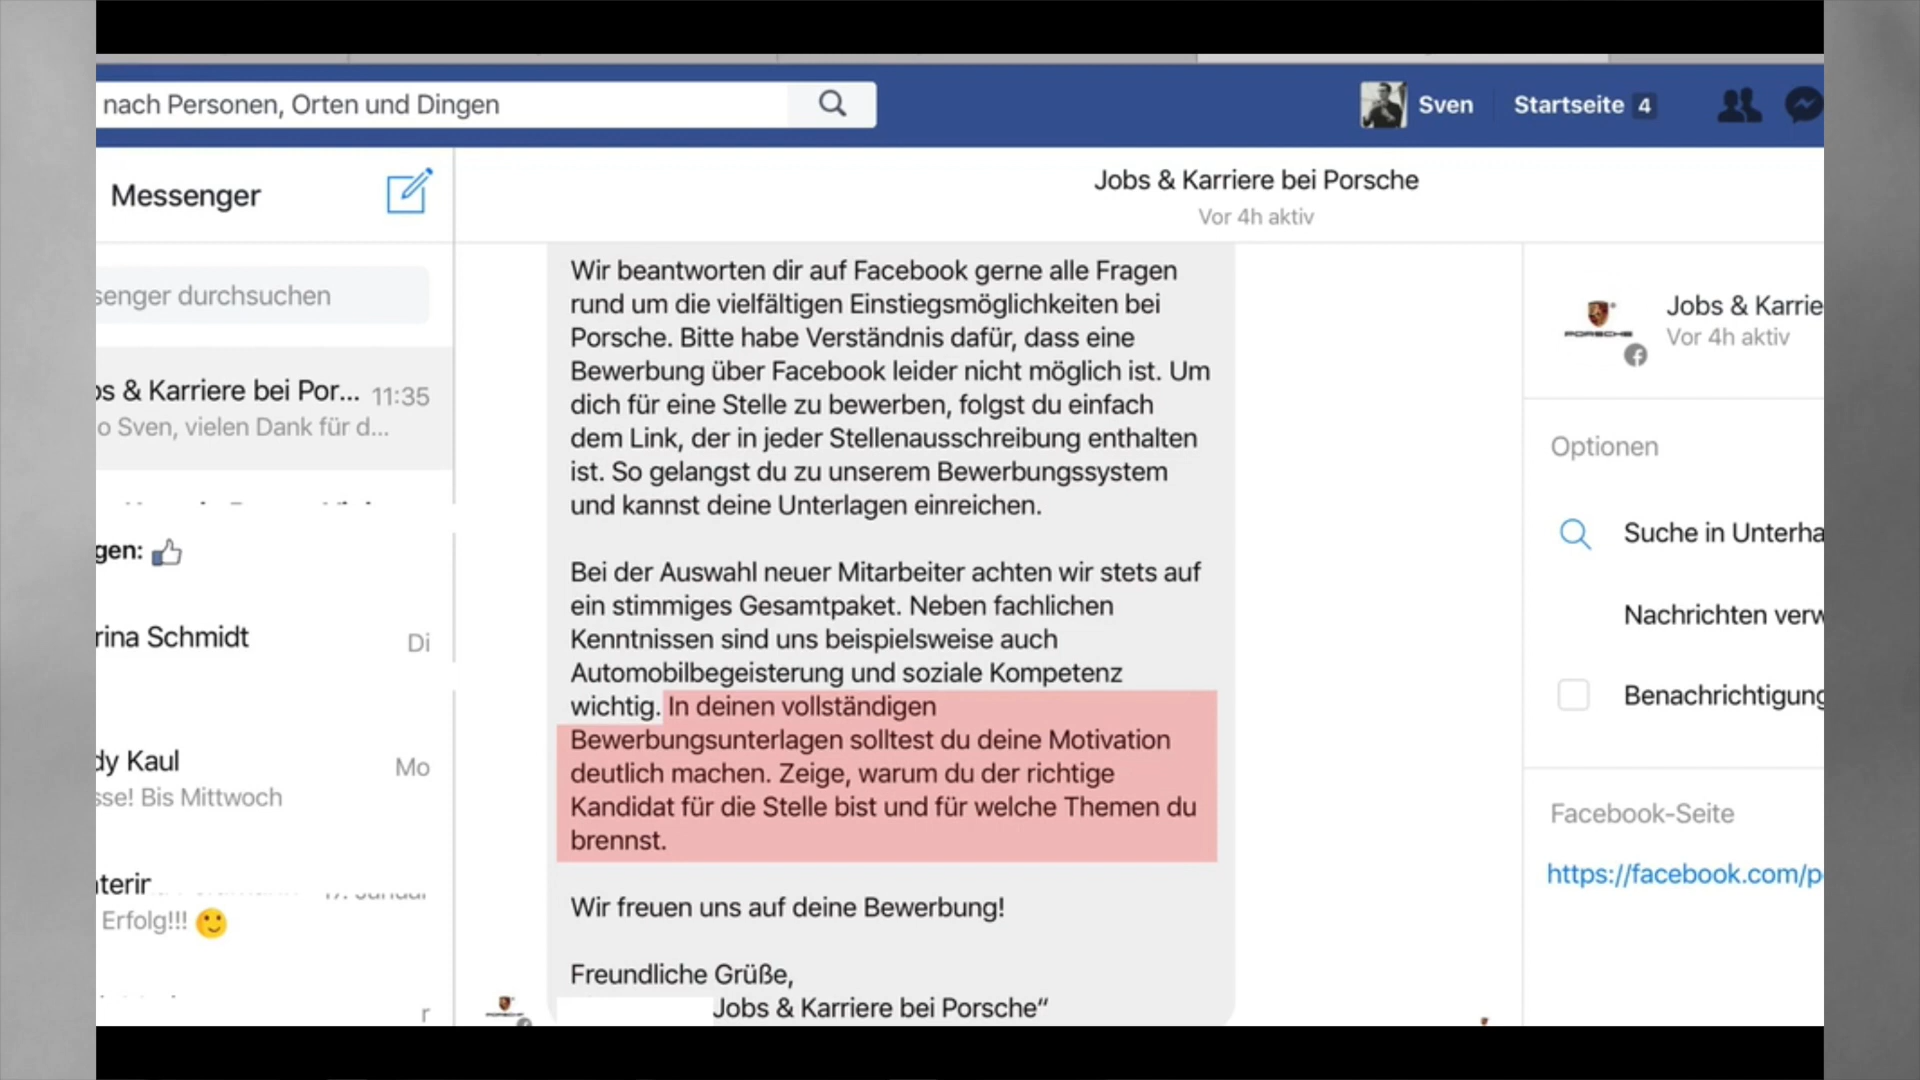 nach Personen, Orten und Dingen
Sven
Startseite 4
Messenger
Jobs & Karriere bei Porsche
Vor 4h aktiv
senger durchsuchen
bs & Karriere bei Por... 11:35
o Sven, vielen Dank für d...
gen:
rina Schmidt Di
dy Kaul Mo
sse! Bis Mittwoch
terin
Erfolg!!!
r
Wir beantworten dir auf Facebook gerne alle Fragen
rund um die vielfältigen Einstiegsmöglichkeiten bei
Porsche. Bitte habe Verständnis dafür, dass eine
Bewerbung über Facebook leider nicht möglich ist. Um
dich für eine Stelle zu bewerben, folgst du einfach
dem Link, der in jeder Stellenausschreibung enthalten
ist. So gelangst du zu unserem Bewerbungssystem
und kannst deine Unterlagen einreichen.
Bei der Auswahl neuer Mitarbeiter achten wir stets auf
ein stimmiges Gesamtpaket. Neben fachlichen
Kenntnissen sind uns beispielsweise auch
Automobilbegeisterung und soziale Kompetenz
wichtig. In deinen vollständigen
Bewerbungsunterlagen solltest du deine Motivation
deutlich machen. Zeige, warum du der richtige
Kandidat für die Stelle bist und für welche Themen du
brennst.
Wir freuen uns auf deine Bewerbung!
Freundliche Grüße,
Jobs & Karriere bei Porsche“
PORSCHE
Jobs & Karrie
Vor 4h aktiv
Optionen
Suche in Unterha
Nachrichten verw
Benachrichtigung
Facebook-Seite
https://facebook.com/p